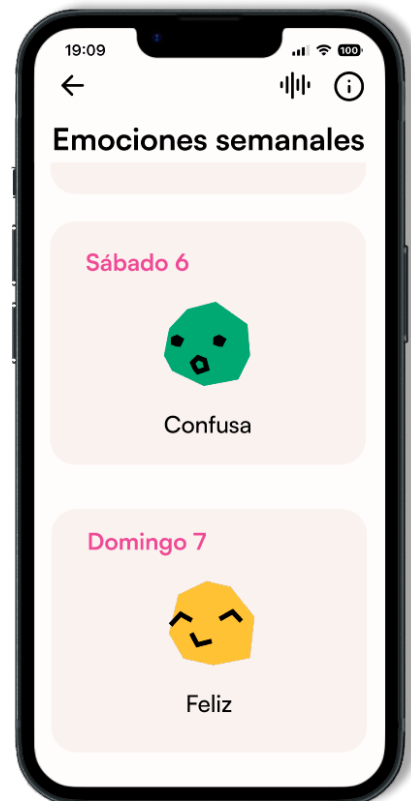 19:09
100
Emociones semanales
Sábado 6
Confusa
Domingo 7
Feliz